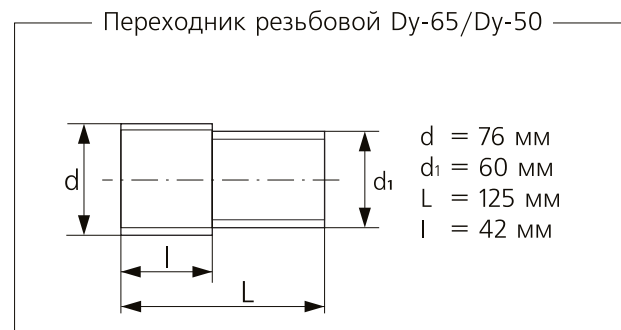 Переходник резьбовой Dy-65/Dy-50
d = 76 мм
d₁ = 60 мм
L = 125 мм
l = 42 мм
d
d₁
l
L